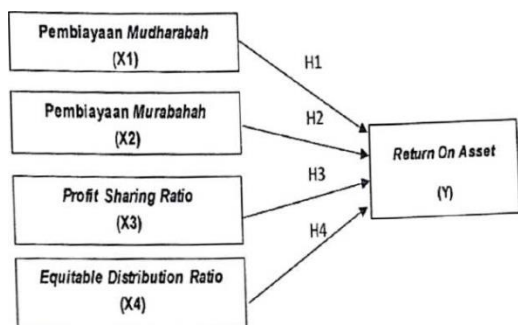 Pembiayaan Mudharabah
(X1)
H1
Pembiayaan Murabahah
(X2)
H2
Return On Asset
(Y)
Profit Sharing Ratio
(X3)
H3
Equitable Distribution Ratio
(X4)
H4